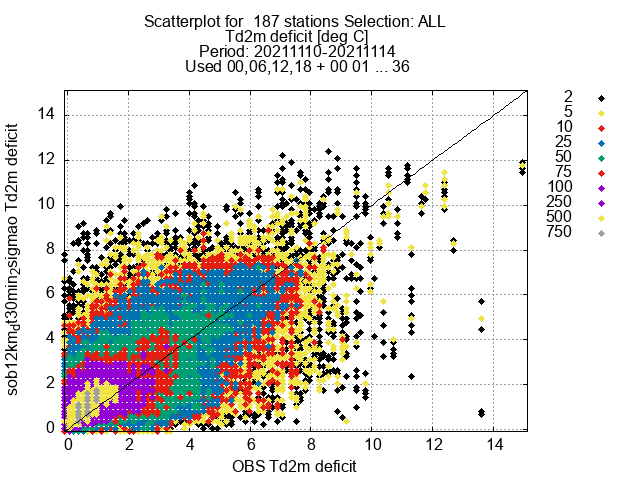 Scatterplot for  187 stations Selection: ALL
Td2m deficit [deg C]
Period: 20211110-20211114
Used 00,06,12,18 + 00 01 ... 36
sob12km_dt30min_2sigmao Td2m deficit
14
12
10
8
6
4
2
0
0 2 4 6 8 10 12 14
OBS Td2m deficit
2
5
10
25
50
75
100
250
500
750